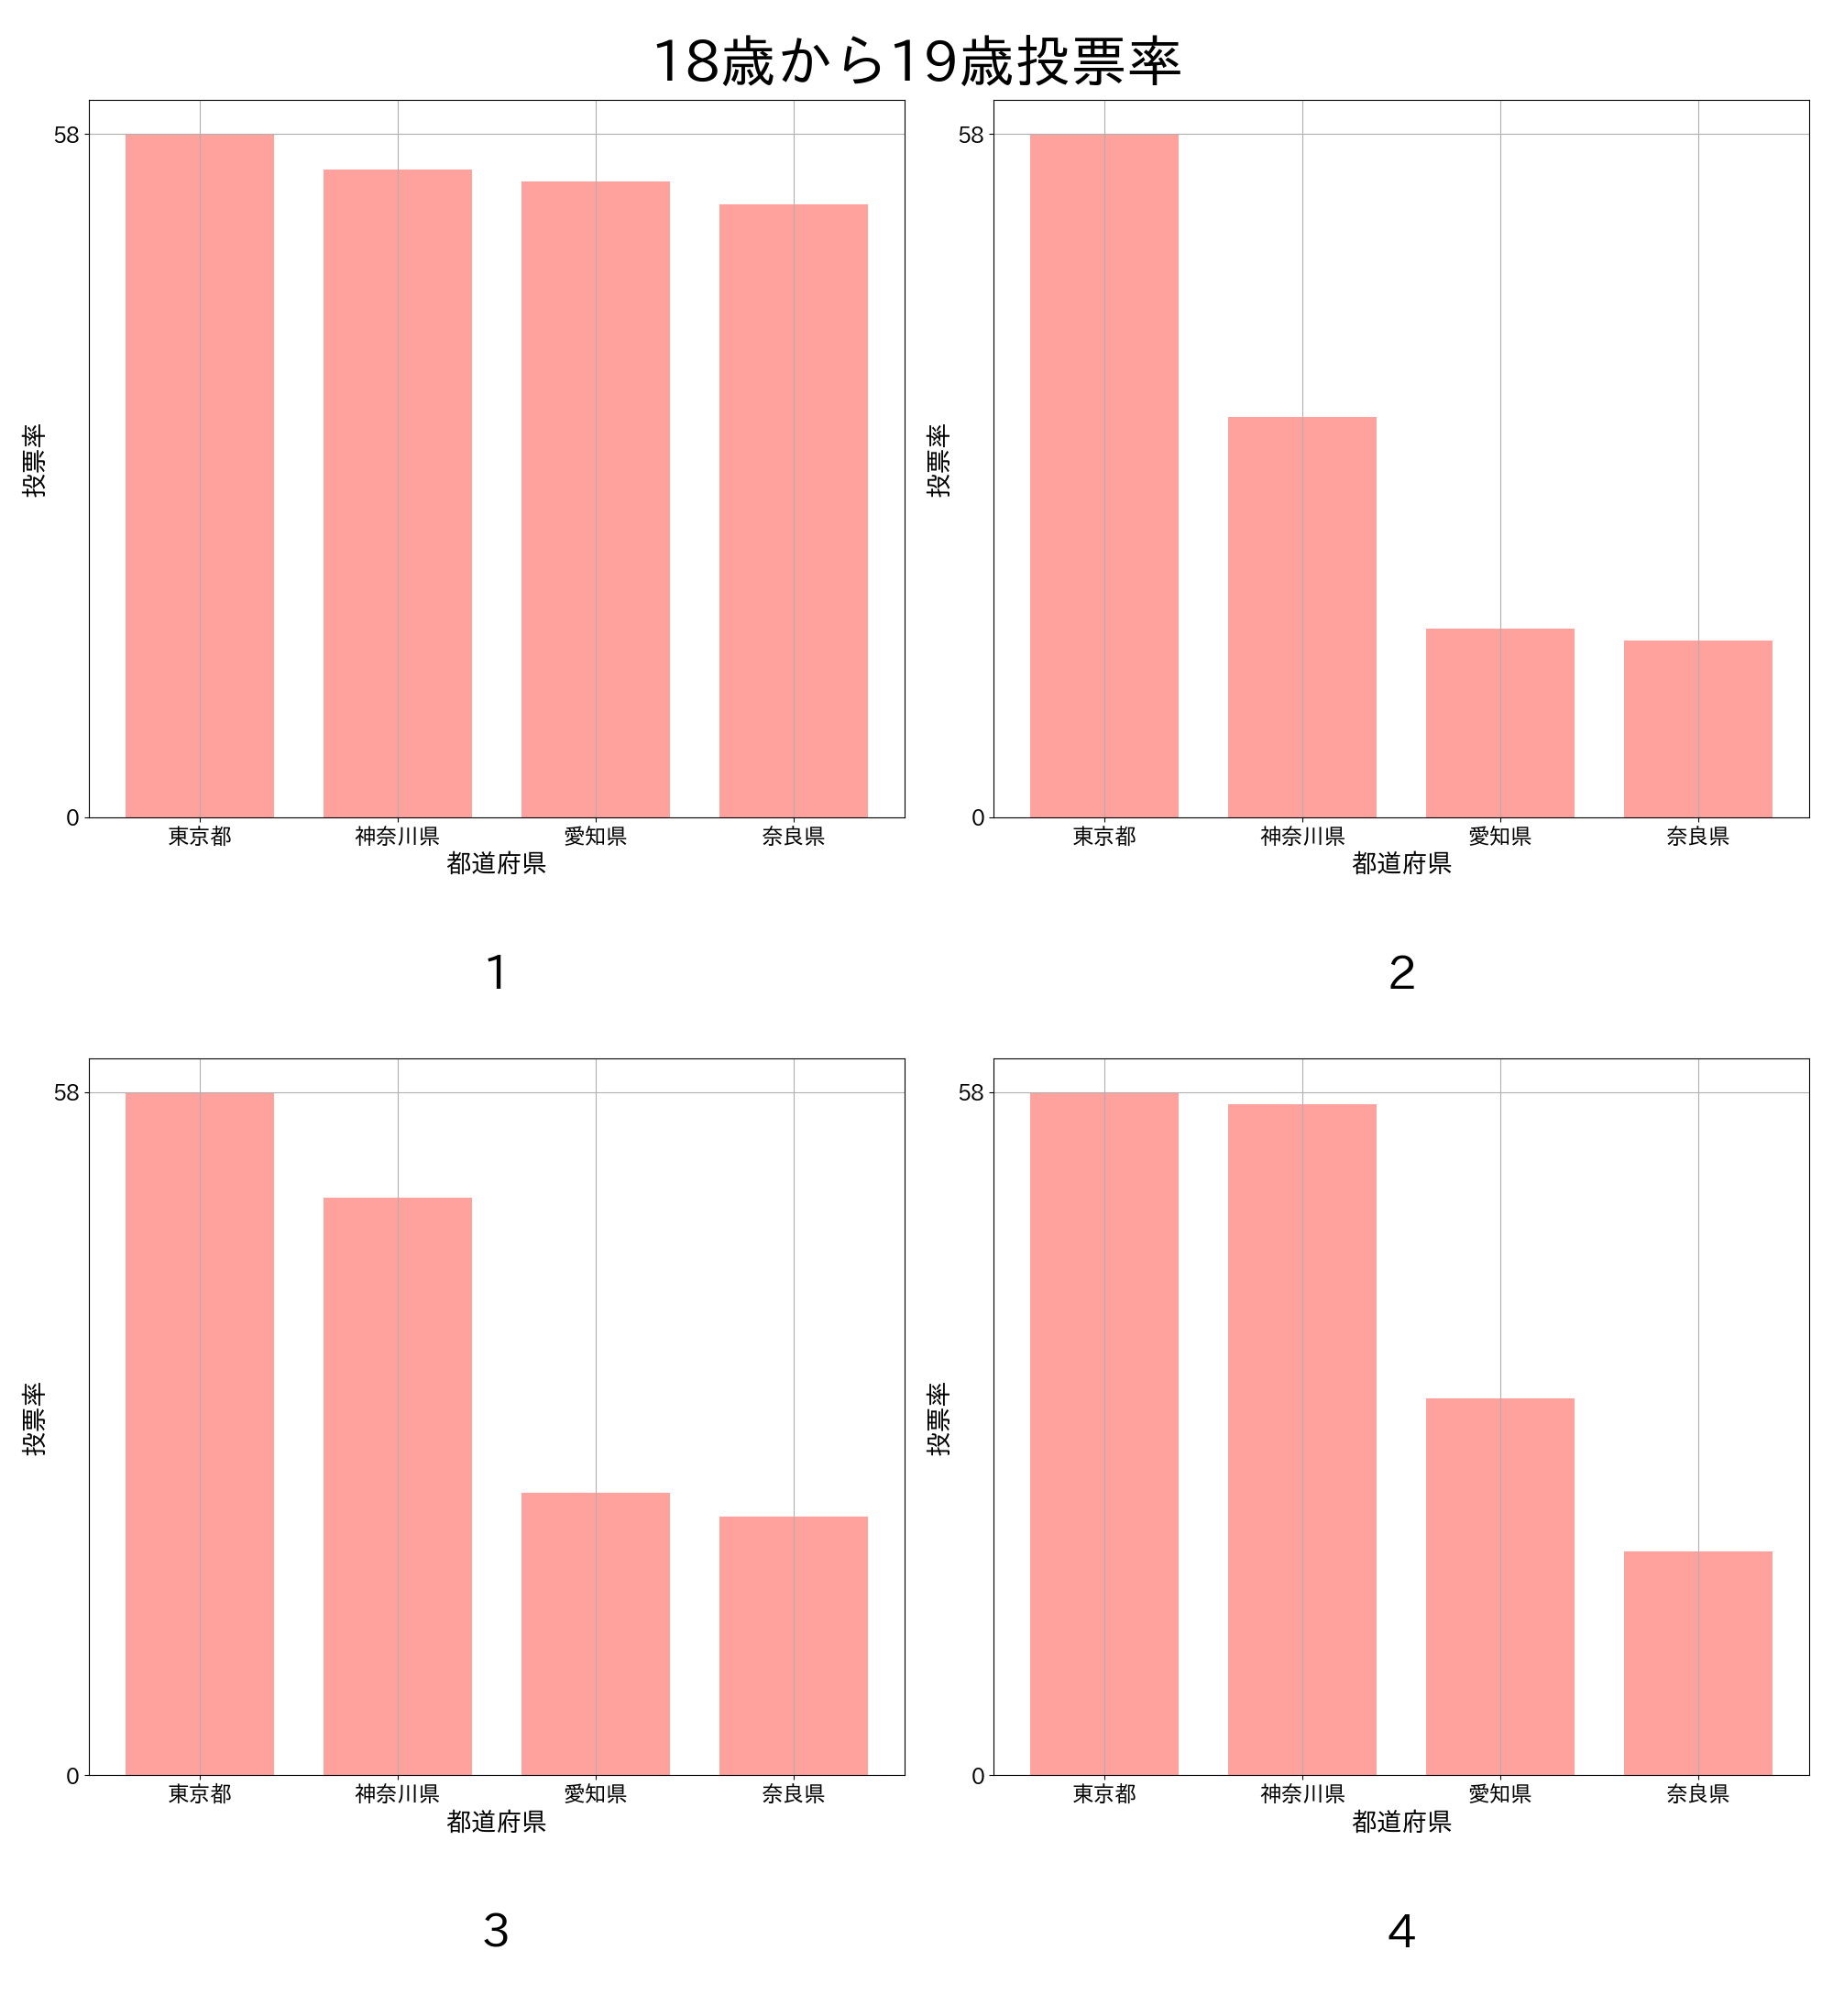 18歳から19歳投票率
58
0
投票率
東京都 神奈川県 愛知県 奈良県
都道府県
1
58
0
投票率
東京都 神奈川県 愛知県 奈良県
都道府県
2
58
0
投票率
東京都 神奈川県 愛知県 奈良県
都道府県
3
58
0
投票率
東京都 神奈川県 愛知県 奈良県
都道府県
4